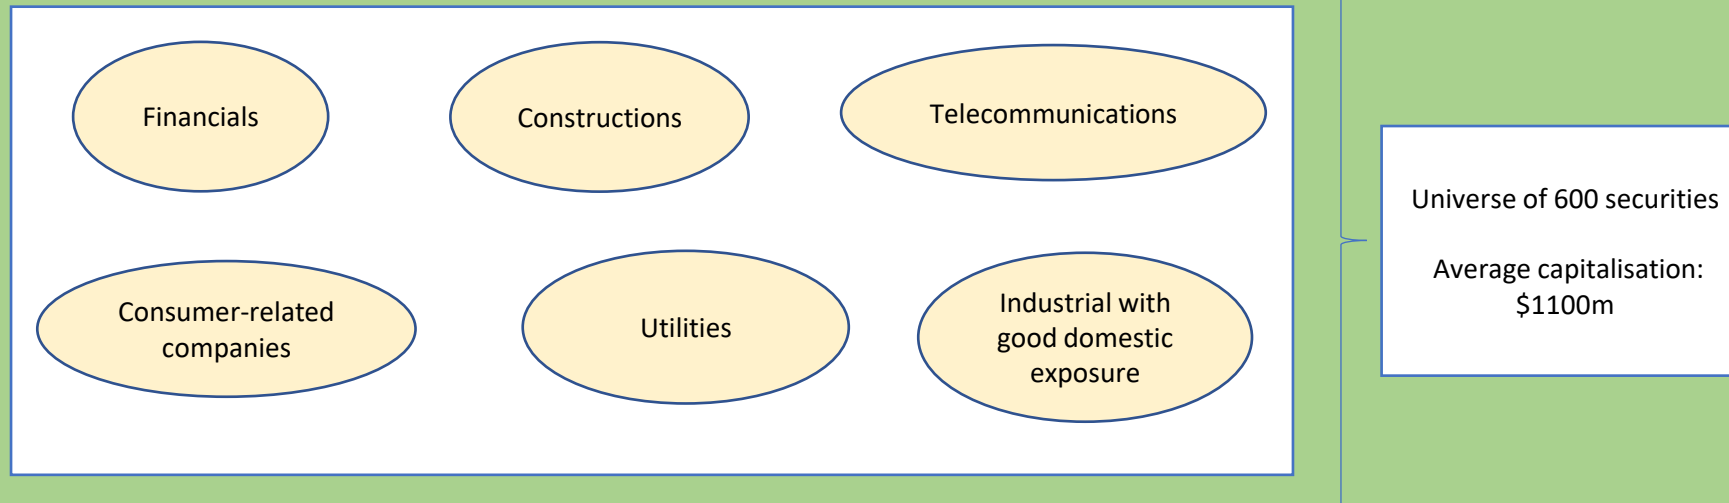 Financials
Constructions
Telecommunications
Consumer-related
companies
Utilities
Industrial with
good domestic
exposure
Universe of 600 securities
Average capitalisation:
$1100m